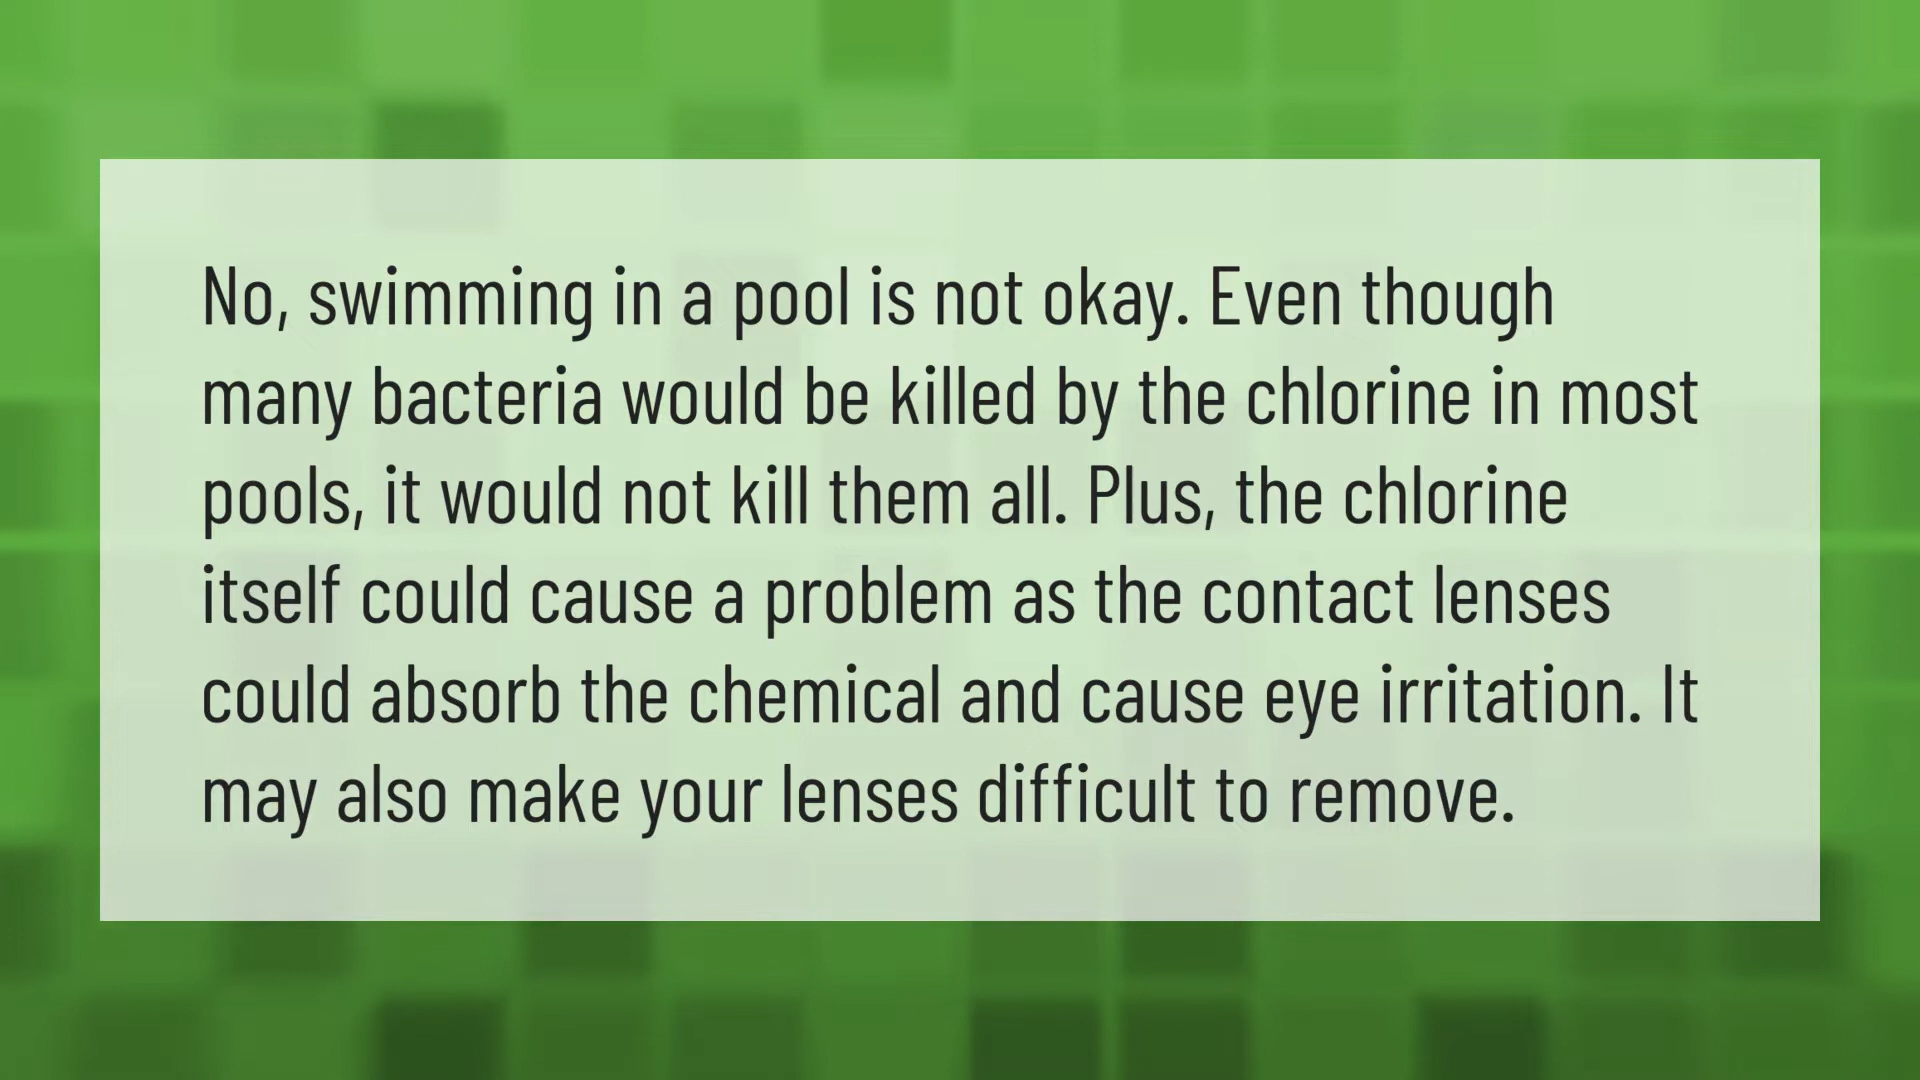 No, swimming in a pool is not okay. Even though
many bacteria would be killed by the chlorine in most
pools, it would not kill them all. Plus, the chlorine
itself could cause a problem as the contact lenses
could absorb the chemical and cause eye irritation. It
may also make your lenses difficult to remove.